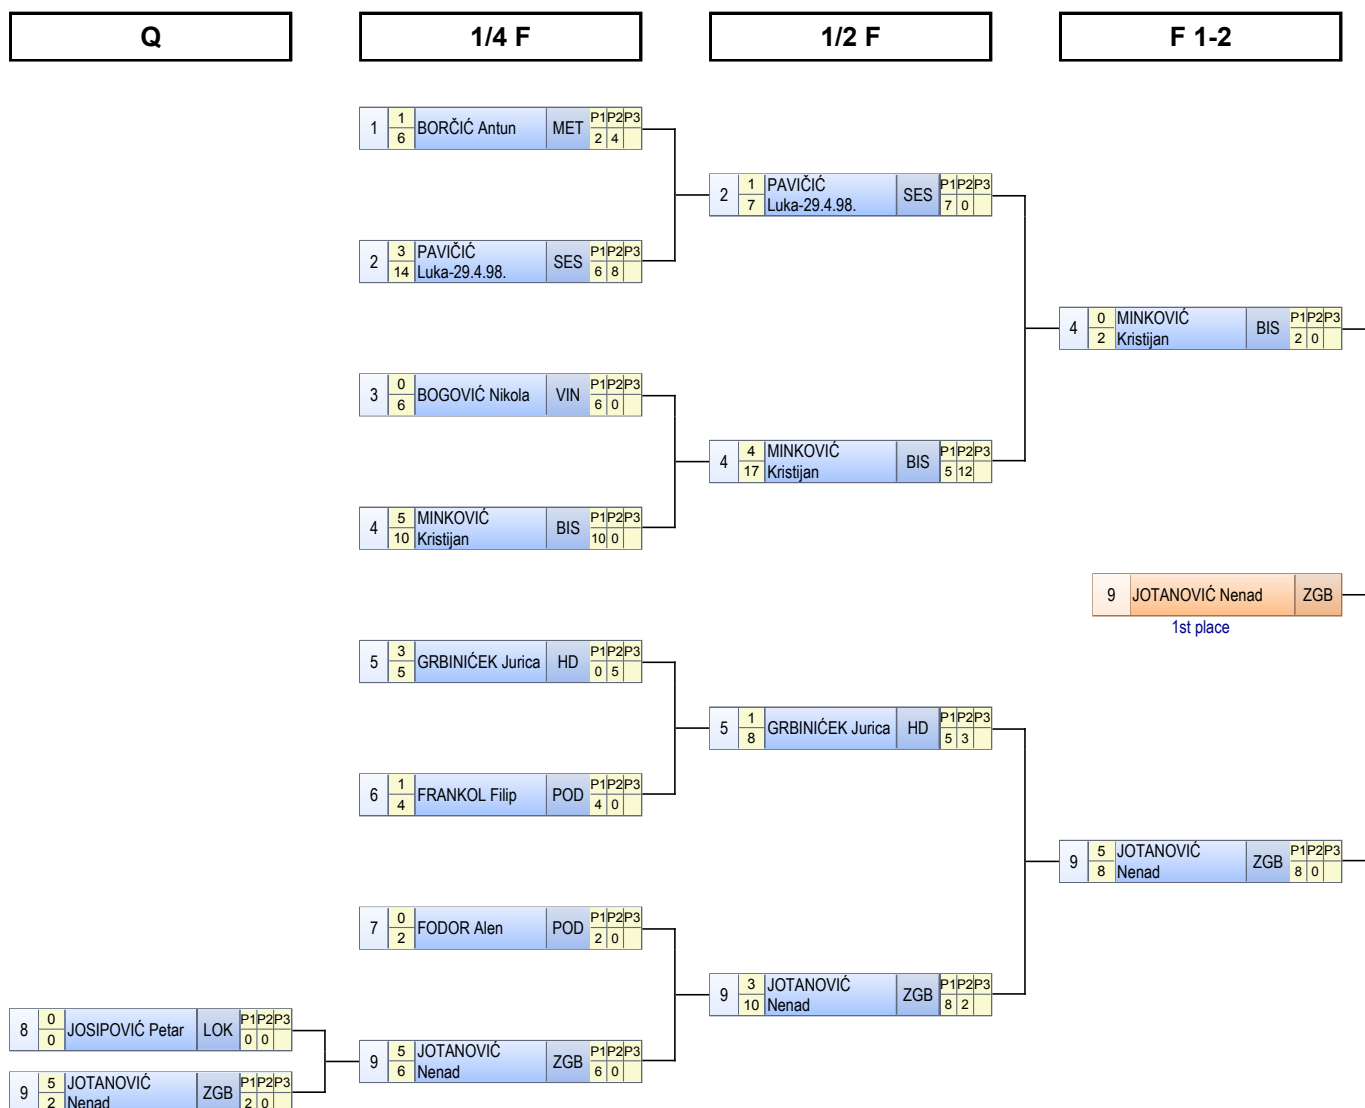 Q
1/4 F
1/2 F
F 1-2
1 1 BORČIĆ Antun MET P1 P2 P3
6 2 4
2 1 PAVIČIĆ SES P1 P2 P3
7 Luka-29.4.98. 7 0
2 3 PAVIČIĆ SES P1 P2 P3
14 Luka-29.4.98. 6 8
4 0 MINKOVIĆ BIS P1 P2 P3
2 Kristijan 2 0
3 0 BOGOVIĆ Nikola VIN P1 P2 P3
6 6 0
4 4 MINKOVIĆ BIS P1 P2 P3
17 Kristijan 5 12
4 5 MINKOVIĆ BIS P1 P2 P3
10 Kristijan 10 0
9 JOTANOVIĆ Nenad ZGB
1st place
5 3 GRBINIĆEK Jurica HD P1 P2 P3
5 0 5
5 1 GRBINIĆEK Jurica HD P1 P2 P3
8 5 3
6 1 FRANKOL Filip POD P1 P2 P3
4 4 0
9 5 JOTANOVIĆ ZGB P1 P2 P3
8 Nenad 8 0
7 0 FODOR Alen POD P1 P2 P3
2 2 0
9 3 JOTANOVIĆ ZGB P1 P2 P3
10 Nenad 8 2
8 0 JOSIPOVIĆ Petar LOK P1 P2 P3
0 0 0
9 5 JOTANOVIĆ ZGB P1 P2 P3
6 Nenad 6 0
9 5 JOTANOVIĆ ZGB P1 P2 P3
2 Nenad 2 0